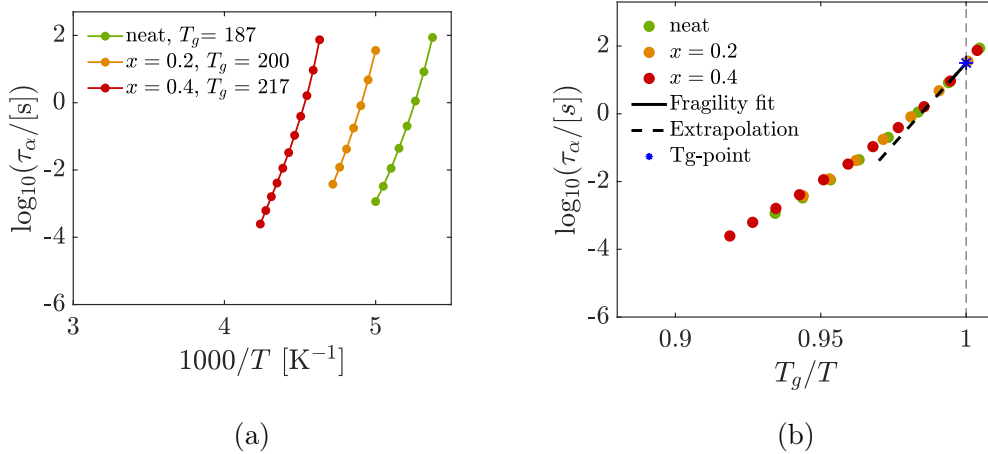 neat, T_g= 187
x = 0.2, T_g = 200
x = 0.4, T_g = 217
log₁₀(τ_α/[s])
2
0
-2
-4
-6
3
4
5
1000/T [K⁻¹]
(a)
neat
x = 0.2
x = 0.4
Fragility fit
Extrapolation
Tg-point
log₁₀(τ_α/[s])
2
0
-2
-4
-6
0.9
0.95
1
T_g/T
(b)